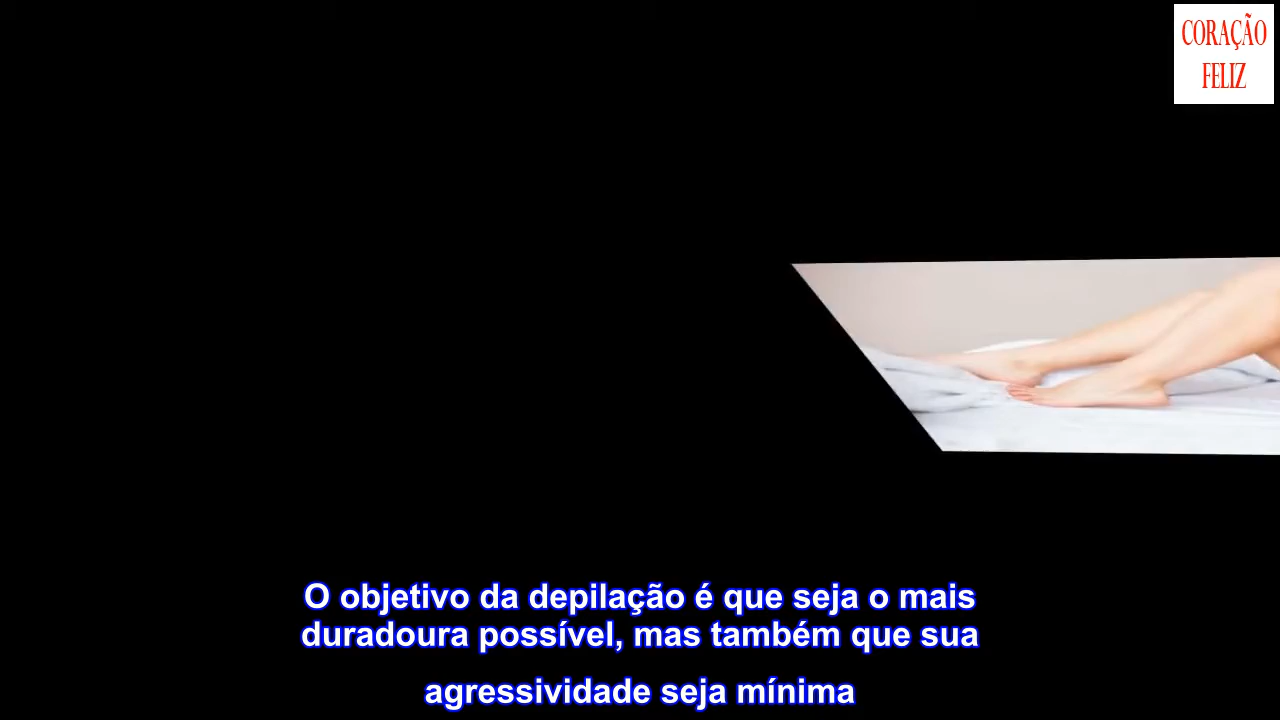 CORAÇÃO
FELIZ
O objetivo da depilação é que seja o mais
duradoura possível, mas também que sua
agressividade seja mínima